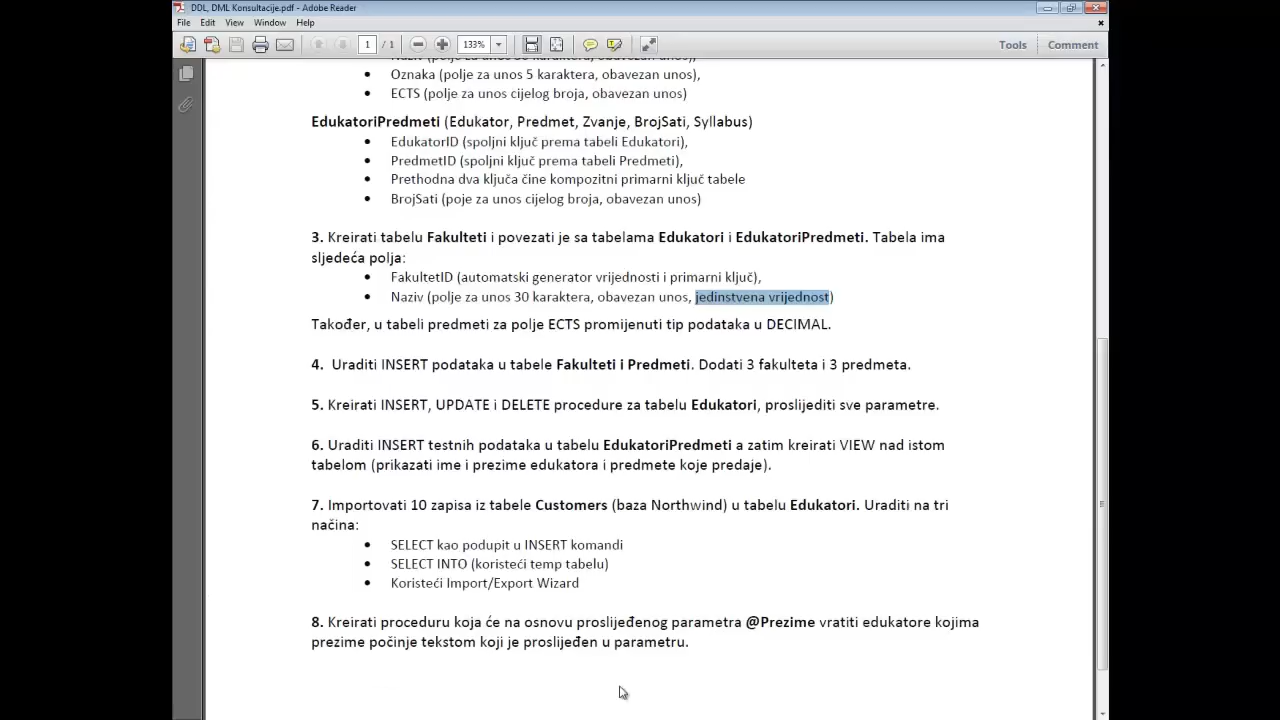 DDL, DML Konsultacije.pdf - Adobe Reader
File Edit View Window Help
1 / 1 133% Tools Comment
Oznaka (polje za unos 5 karaktera, obavezan unos),
ECTS (polje za unos cijelog broja, obavezan unos)
EdukatoriPredmeti (Edukator, Predmet, Zvanje, BrojSati, Syllabus)
EdukatorID (spoljni ključ prema tabeli Edukatori),
PredmetID (spoljni ključ prema tabeli Predmeti),
Prethodna dva ključa čine kompozitni primarni ključ tabele
BrojSati (poje za unos cijelog broja, obavezan unos)
3. Kreirati tabelu Fakulteti i povezati je sa tabelama Edukatori i EdukatoriPredmeti. Tabela ima
sljedeća polja:
FakultetID (automatski generator vrijednosti i primarni ključ),
Naziv (polje za unos 30 karaktera, obavezan unos, jedinstvena vrijednost)
Također, u tabeli predmeti za polje ECTS promijenuti tip podataka u DECIMAL.
4. Uraditi INSERT podataka u tabele Fakulteti i Predmeti. Dodati 3 fakulteta i 3 predmeta.
5. Kreirati INSERT, UPDATE i DELETE procedure za tabelu Edukatori, proslijediti sve parametre.
6. Uraditi INSERT testnih podataka u tabelu EdukatoriPredmeti a zatim kreirati VIEW nad istom
tabelom (prikazati ime i prezime edukatora i predmete koje predaje).
7. Importovati 10 zapisa iz tabele Customers (baza Northwind) u tabelu Edukatori. Uraditi na tri
načina:
SELECT kao podupit u INSERT komandi
SELECT INTO (koristeći temp tabelu)
Koristeći Import/Export Wizard
8. Kreirati proceduru koja će na osnovu proslijeđenog parametra @Prezime vratiti edukatore kojima
prezime počinje tekstom koji je proslijeđen u parametru.